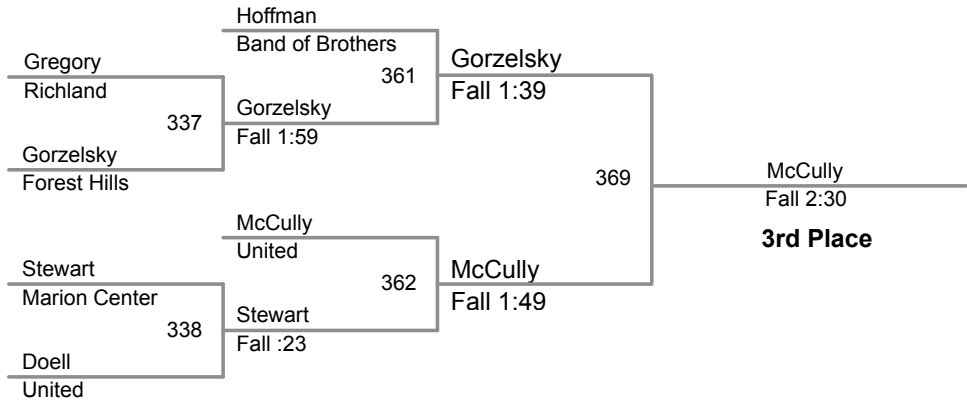 Hoffman
Band of Brothers
Gregory
Richland
361
Gorzelsky
Fall 1:39
337
Gorzelsky
Fall 1:59
Gorzelsky
Forest Hills
369
McCully
Fall 2:30
3rd Place
McCully
United
Stewart
Marion Center
362
McCully
Fall 1:49
338
Stewart
Fall :23
Doell
United